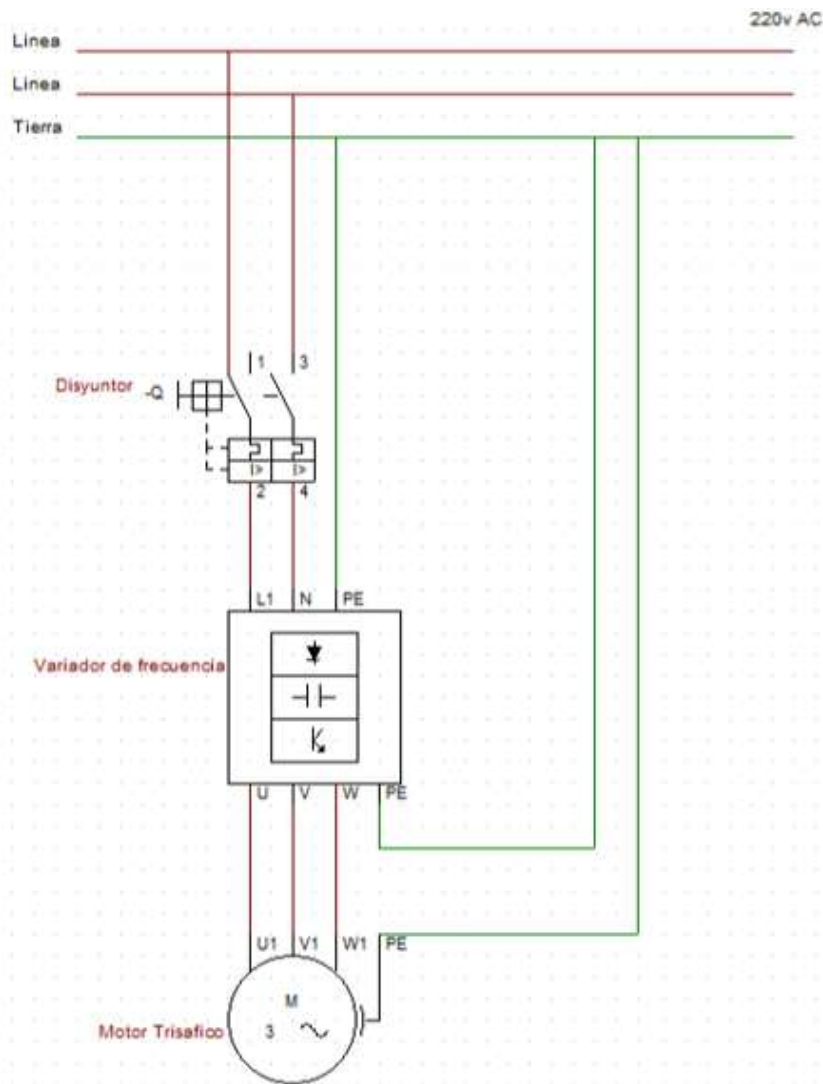 220v AC
Linea
Linea
Tierra
1 3
Disyuntor -Q
I> I>
2 4
L1 N PE
Variador de frecuencia
U V W PE
U1 V1 W1 PE
M
Motor Trisafico 3